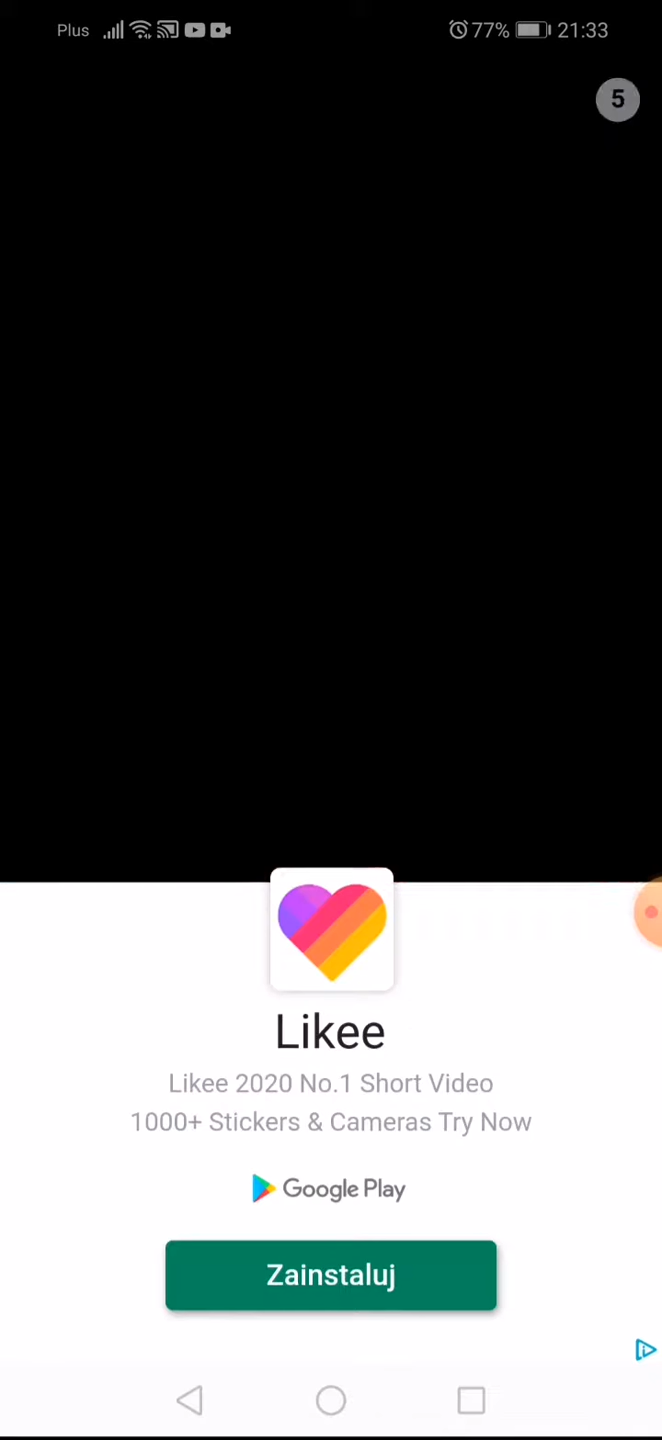 Plus 77% 21:33
5
Likee
Likee 2020 No.1 Short Video
1000+ Stickers & Cameras Try Now
Google Play
Zainstaluj